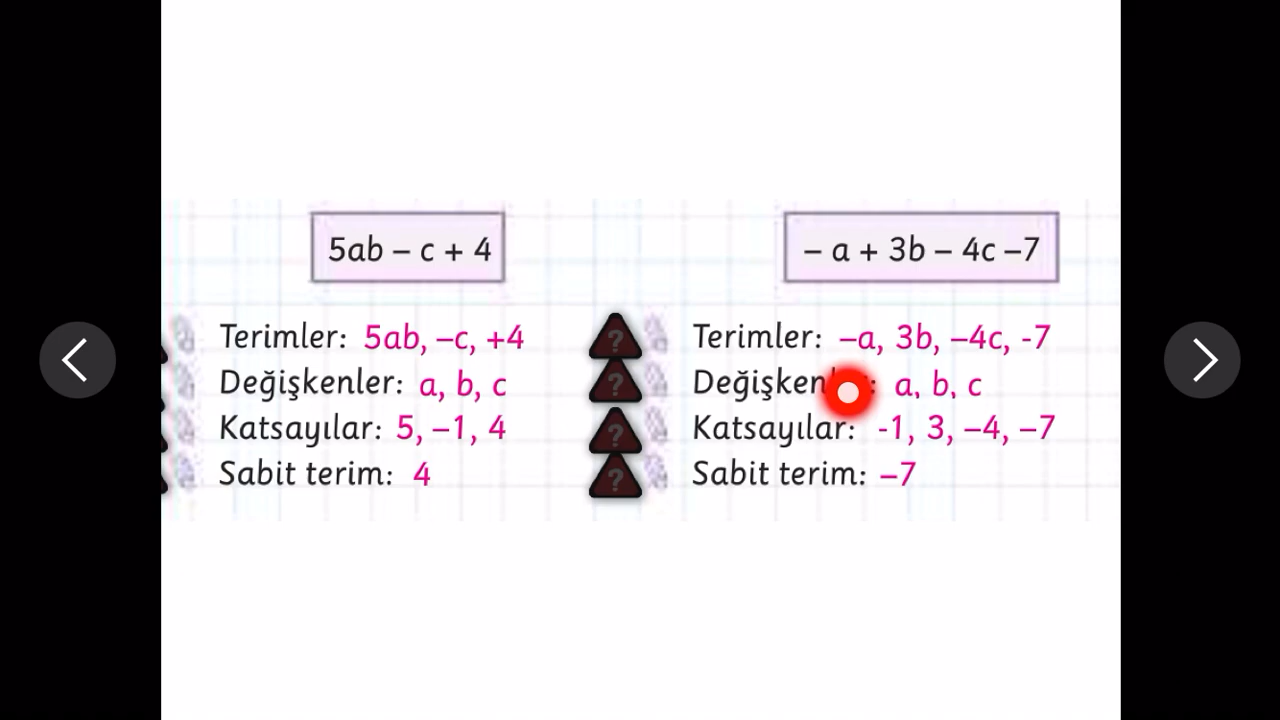 5ab – c + 4
Terimler: 5ab, –c, +4
Değişkenler: a, b, c
Katsayılar: 5, –1, 4
Sabit terim: 4
– a + 3b – 4c –7
Terimler: –a, 3b, –4c, -7
a, b, c
Katsayılar: -1, 3, –4, –7
Sabit terim: –7